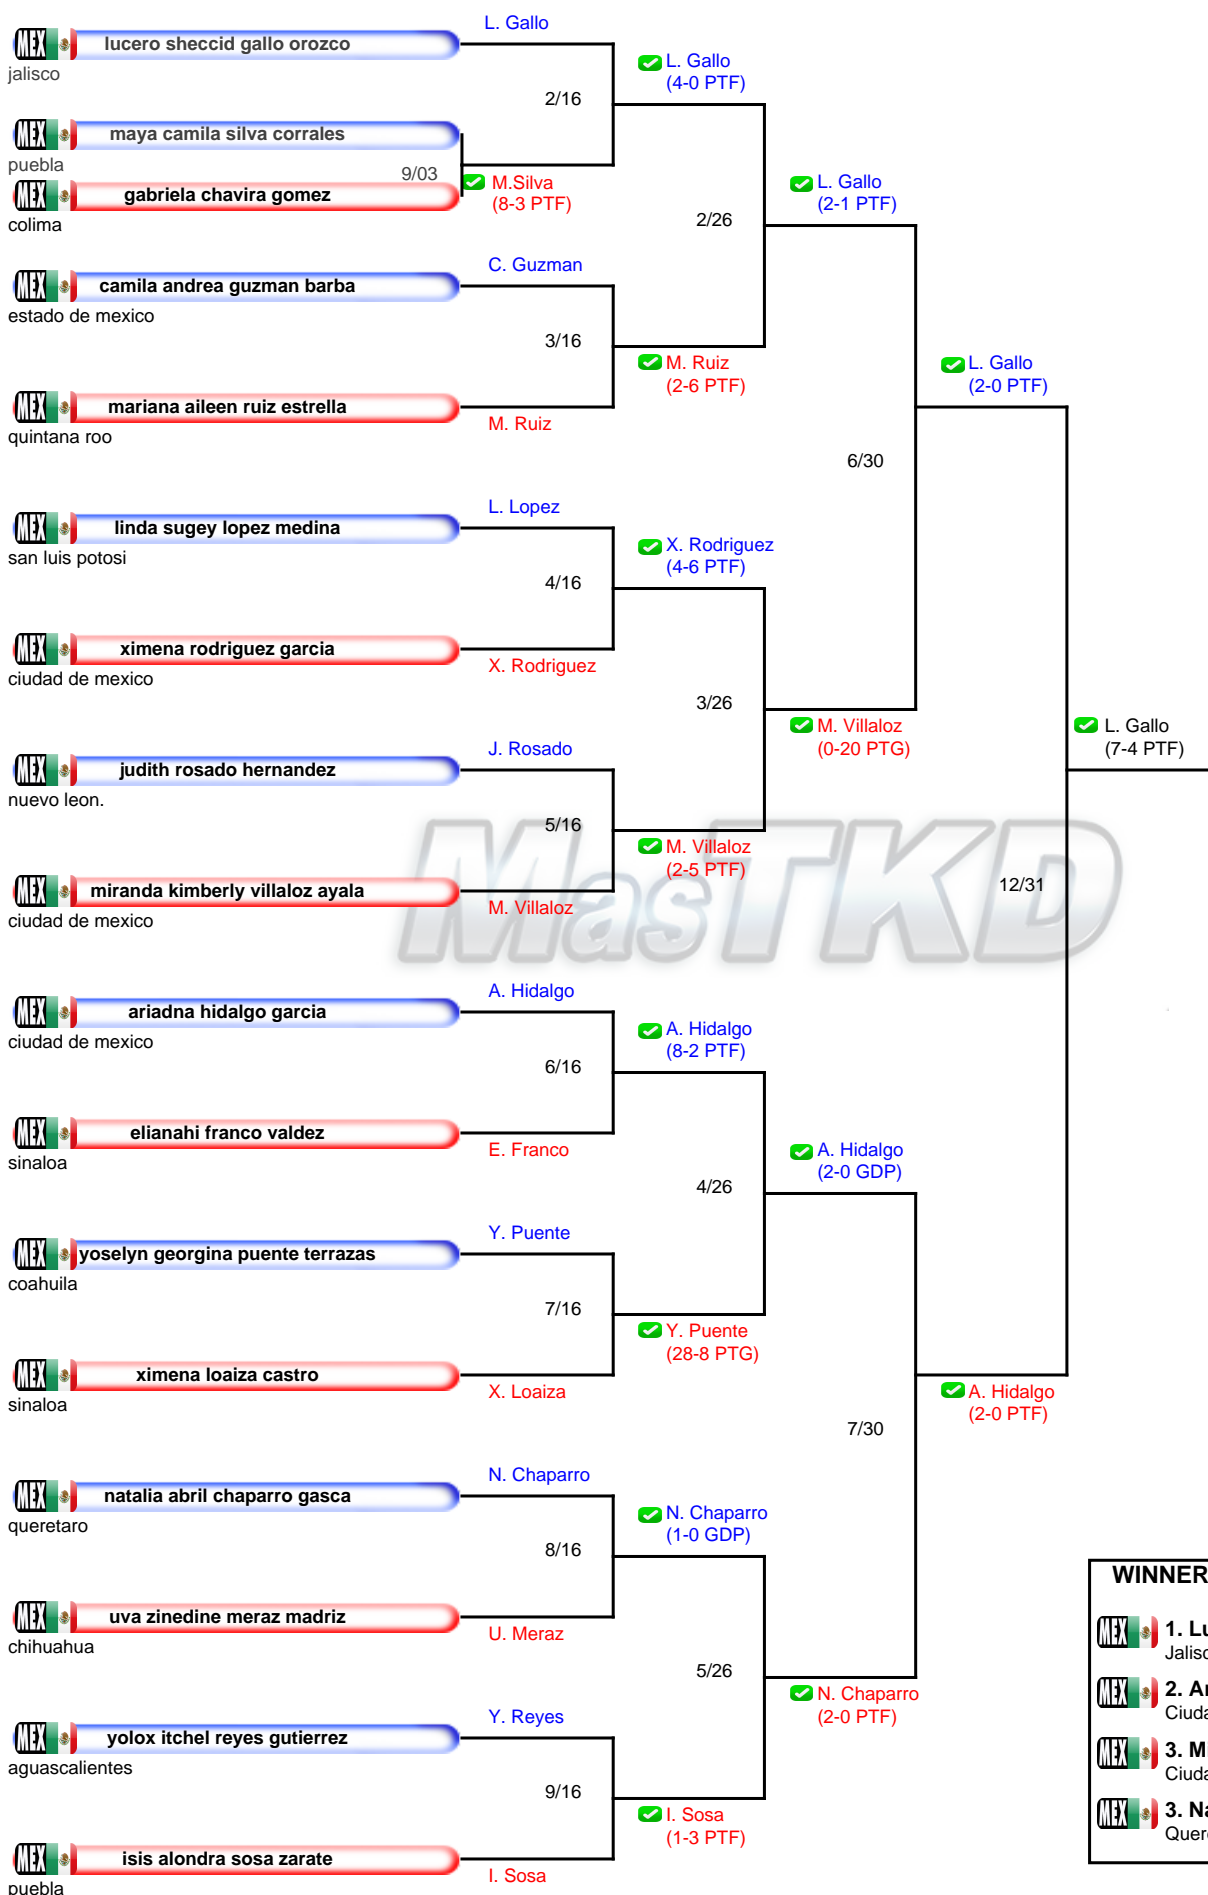 L. Gallo
MEX lucero sheccid gallo orozco
jalisco
L. Gallo
(4-0 PTF)
2/16
MEX maya camila silva corrales
puebla
9/03
M.Silva
(8-3 PTF)
MEX gabriela chavira gomez
colima
L. Gallo
(2-1 PTF)
2/26
C. Guzman
MEX camila andrea guzman barba
estado de mexico
3/16
M. Ruiz
(2-6 PTF)
L. Gallo
(2-0 PTF)
MEX mariana aileen ruiz estrella
quintana roo
M. Ruiz
6/30
L. Lopez
MEX linda sugey lopez medina
san luis potosi
X. Rodriguez
(4-6 PTF)
4/16
MEX ximena rodriguez garcia
ciudad de mexico
X. Rodriguez
3/26
M. Villaloz
(0-20 PTG)
L. Gallo
(7-4 PTF)
J. Rosado
MEX judith rosado hernandez
nuevo leon.
5/16
M. Villaloz
(2-5 PTF)
MasTKD
12/31
MEX miranda kimberly villaloz ayala
ciudad de mexico
M. Villaloz
A. Hidalgo
MEX ariadna hidalgo garcia
ciudad de mexico
A. Hidalgo
(8-2 PTF)
6/16
MEX elianahi franco valdez
sinaloa
E. Franco
A. Hidalgo
(2-0 GDP)
4/26
Y. Puente
MEX yoselyn georgina puente terrazas
coahuila
7/16
Y. Puente
(28-8 PTG)
MEX ximena loaiza castro
sinaloa
X. Loaiza
A. Hidalgo
(2-0 PTF)
7/30
N. Chaparro
MEX natalia abril chaparro gasca
queretaro
N. Chaparro
(1-0 GDP)
8/16
MEX uva zinedine meraz madriz
chihuahua
U. Meraz
5/26
N. Chaparro
(2-0 PTF)
Y. Reyes
MEX yolox itchel reyes gutierrez
aguascalientes
9/16
I. Sosa
(1-3 PTF)
MEX isis alondra sosa zarate
puebla
I. Sosa
WINNER
MEX 1. Lu
Jalisc
MEX 2. Ar
Ciuda
MEX 3. Mi
Ciuda
MEX 3. Na
Quer